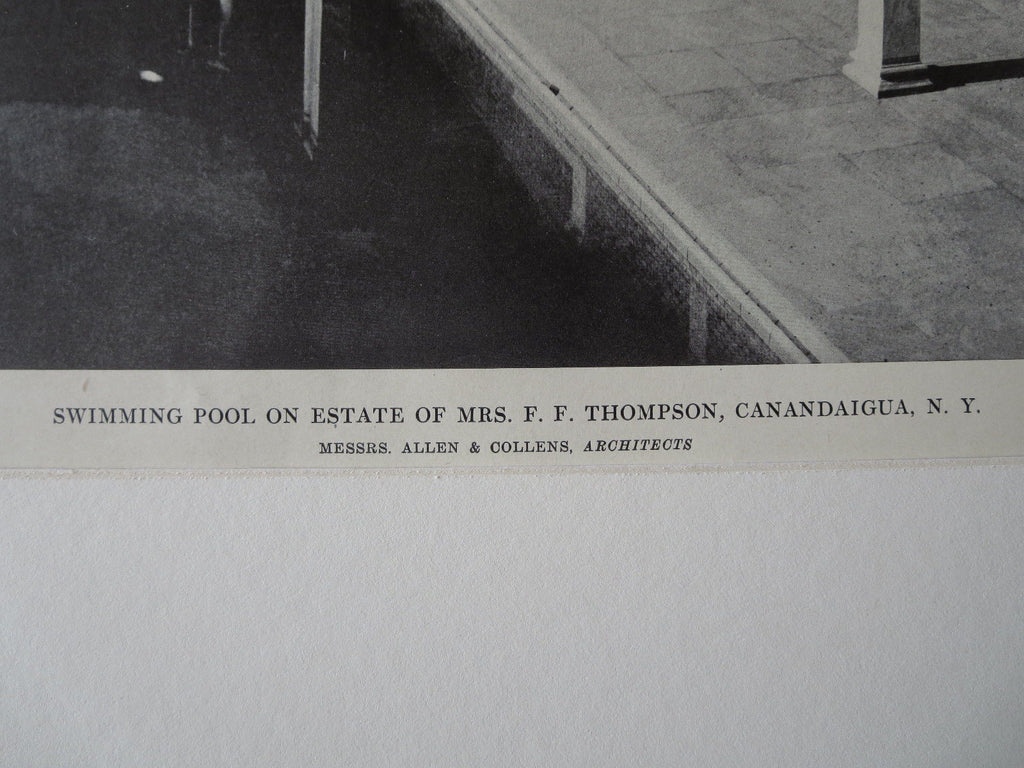 SWIMMING POOL ON ESTATE OF MRS. F. F. THOMPSON, CANANDAIGUA, N. Y.
MESSRS. ALLEN & COLLENS, ARCHITECTS